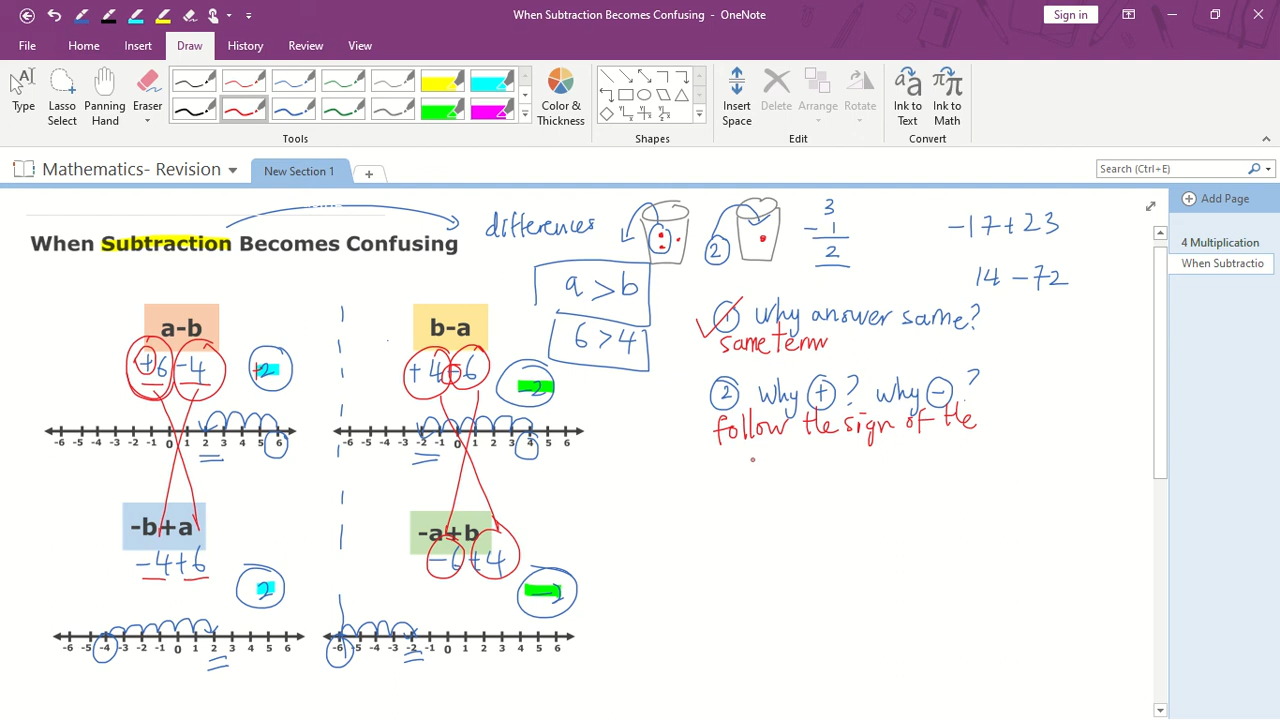 When Subtraction Becomes Confusing - OneNote
Sign in
File Home Insert Draw History Review View
Type
Lasso Select
Panning Hand
Eraser
Color & Thickness
Insert Space
Delete
Arrange
Rotate
Ink to Text
Ink to Math
Tools
Shapes
Edit
Convert
Mathematics- Revision
New Section 1
Search (Ctrl+E)
Add Page
4 Multiplication
When Subtractio
When Subtraction Becomes Confusing
differences
2
3
- 1
2
-17+23
14-72
a > b
6 > 4
a-b
+6 -4
+2
b-a
+4 -6
-2
1 why answer same?
same term
2 why + ? why - ?
follow the sign of the
-6 -5 -4 -3 -2 -1 0 1 2 3 4 5 6
-6 -5 -4 -3 -2 -1 0 1 2 3 4 5 6
-b+a
-4+6
2
-a+b
-6+4
-6 -5 -4 -3 -2 -1 0 1 2 3 4 5 6
-6 -5 -4 -3 -2 -1 0 1 2 3 4 5 6